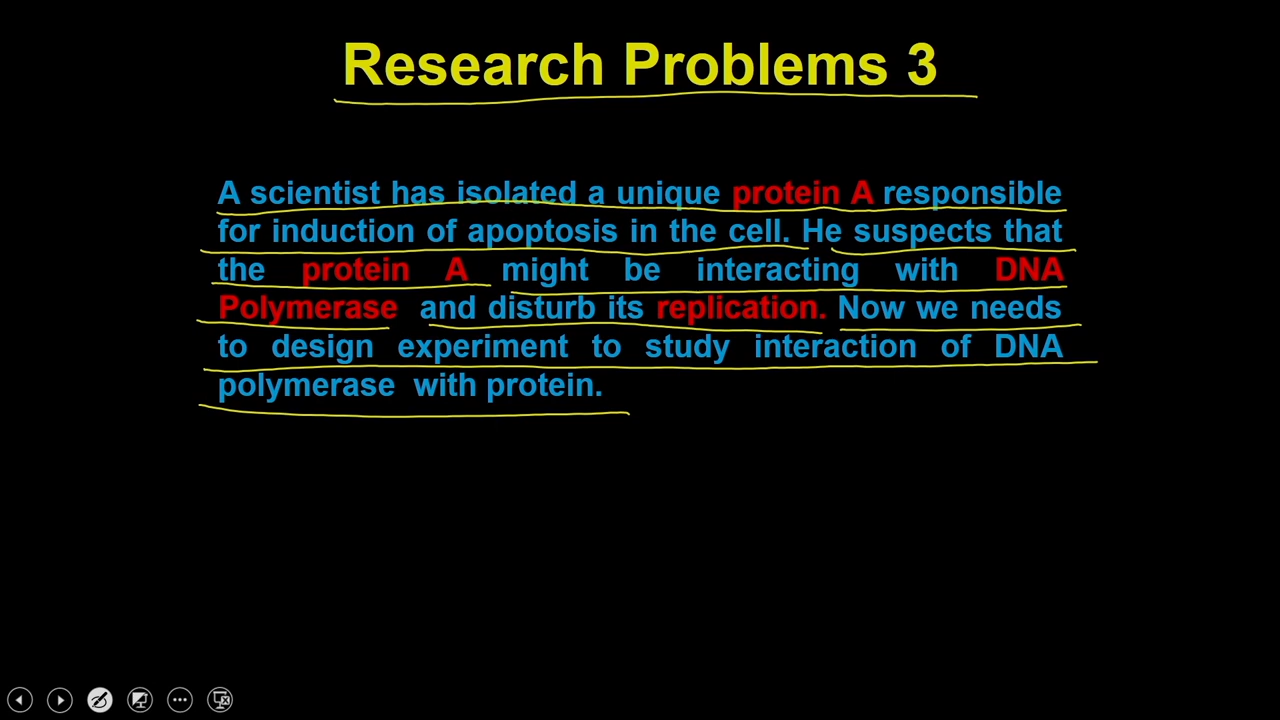 Research Problems 3
A scientist has isolated a unique protein A responsible
for induction of apoptosis in the cell. He suspects that
the protein A might be interacting with DNA
Polymerase and disturb its replication. Now we needs
to design experiment to study interaction of DNA
polymerase with protein.